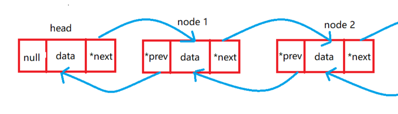 head
node 1
node 2
null data *next
*prev data *next
*prev data *next